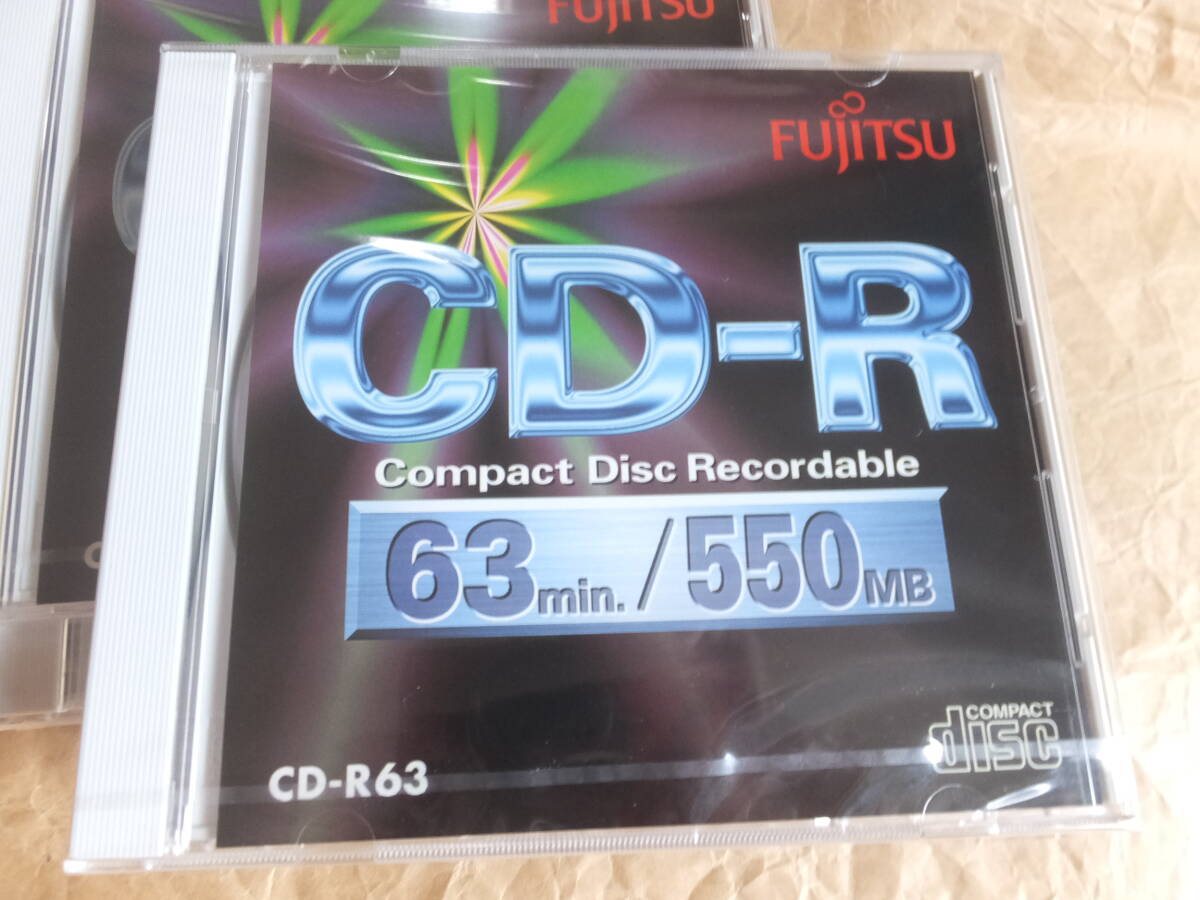 FUJITSU
FUJITSU
CD-R
Compact Disc Recordable
63min./550MB
COMPACT
disc
CD-R63
C